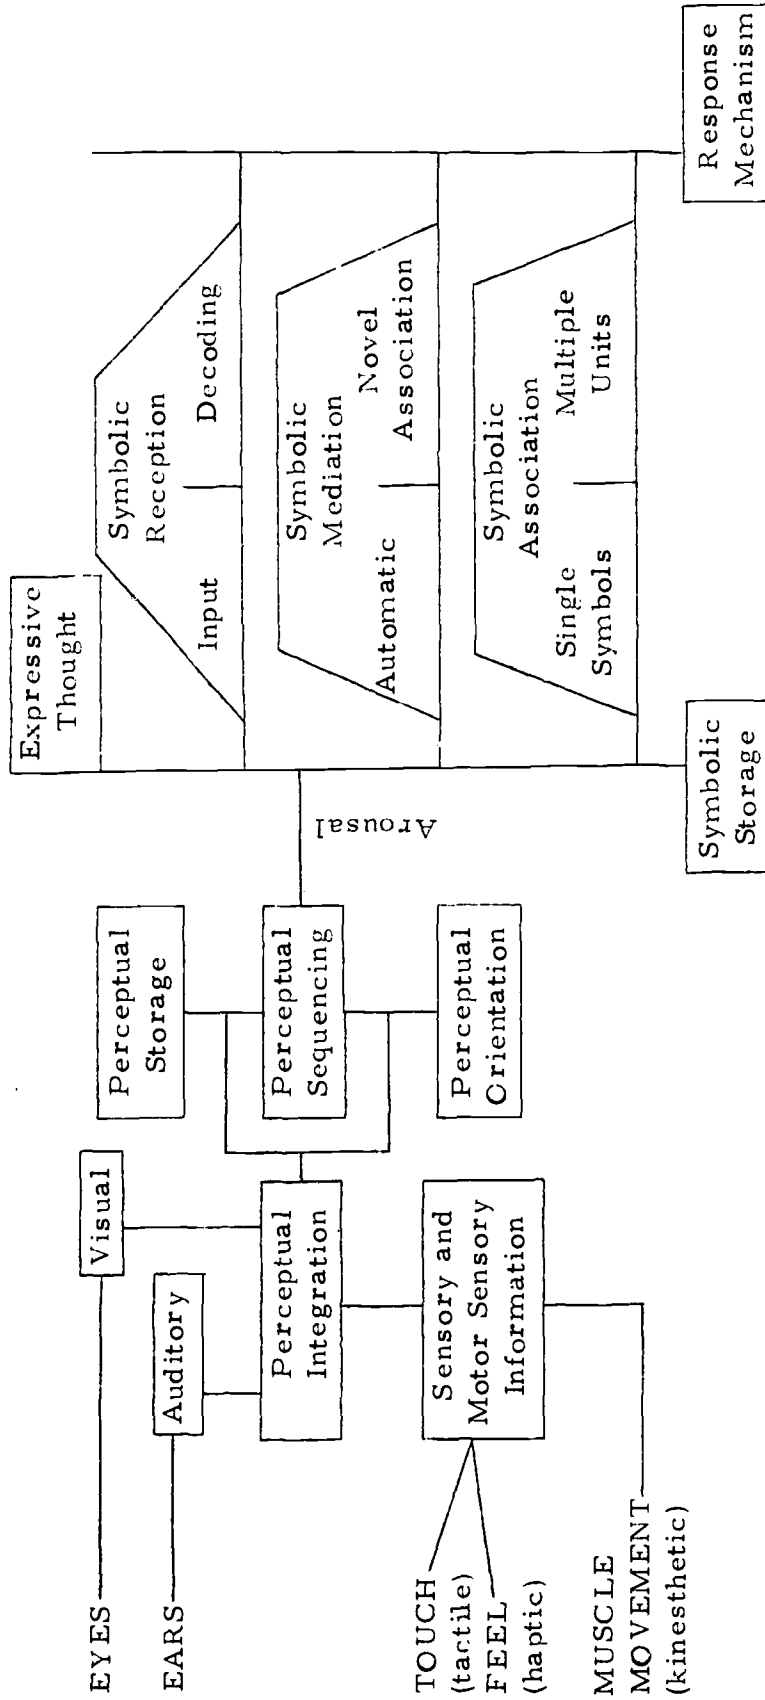 EYES
EARS
TOUCH
(tactile)
FEEL
(haptic)
MUSCLE
MOVEMENT
(kinesthetic)
Visual
Auditory
Perceptual
Integration
Sensory and
Motor Sensory
Information
Perceptual
Storage
Perceptual
Sequencing
Perceptual
Orientation
Arousal
Expressive
Thought
Symbolic
Reception
Input
Decoding
Symbolic
Mediation
Automatic
Novel
Association
Symbolic
Association
Single
Symbols
Multiple
Units
Symbolic
Storage
Response
Mechanism